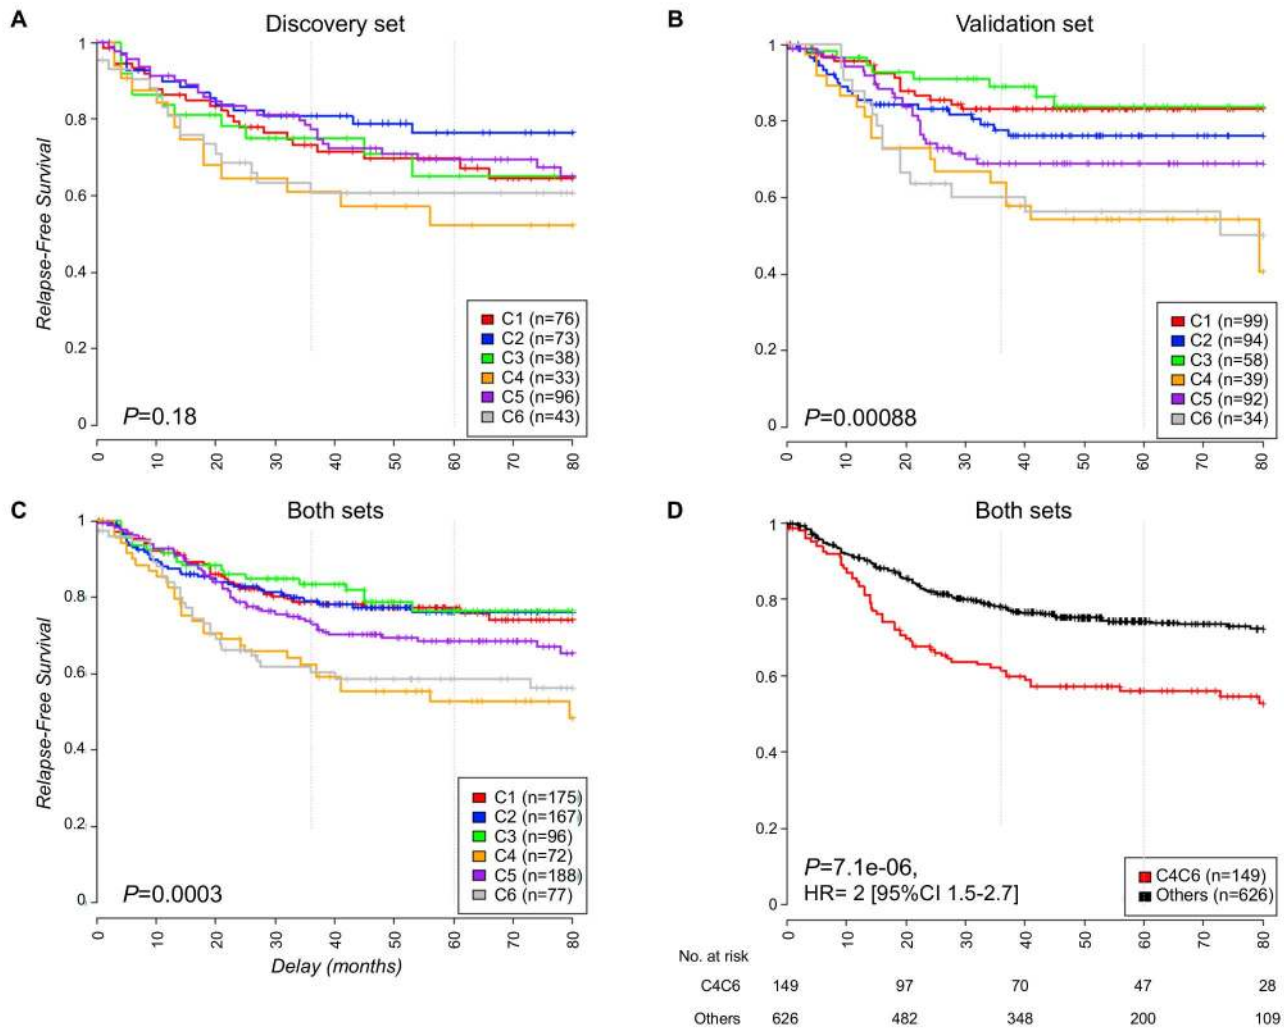 A
Discovery set
Relapse-Free Survival
1
0.8
0.6
0.4
0.2
0
P=0.18
C1 (n=76)
C2 (n=73)
C3 (n=38)
C4 (n=33)
C5 (n=96)
C6 (n=43)
0 10 20 30 40 50 60 70 80
B
Validation set
1
0.8
0.6
0.4
0.2
0
P=0.00088
C1 (n=99)
C2 (n=94)
C3 (n=58)
C4 (n=39)
C5 (n=92)
C6 (n=34)
0 10 20 30 40 50 60 70 80
C
Both sets
Relapse-Free Survival
1
0.8
0.6
0.4
0.2
0
P=0.0003
C1 (n=175)
C2 (n=167)
C3 (n=96)
C4 (n=72)
C5 (n=188)
C6 (n=77)
0 10 20 30 40 50 60 70 80
Delay (months)
D
Both sets
1
0.8
0.6
0.4
0.2
0
P=7.1e-06,
HR= 2 [95%CI 1.5-2.7]
C4C6 (n=149)
Others (n=626)
0 10 20 30 40 50 60 70 80
No. at risk
C4C6 149 97 70 47 28
Others 626 482 348 200 109